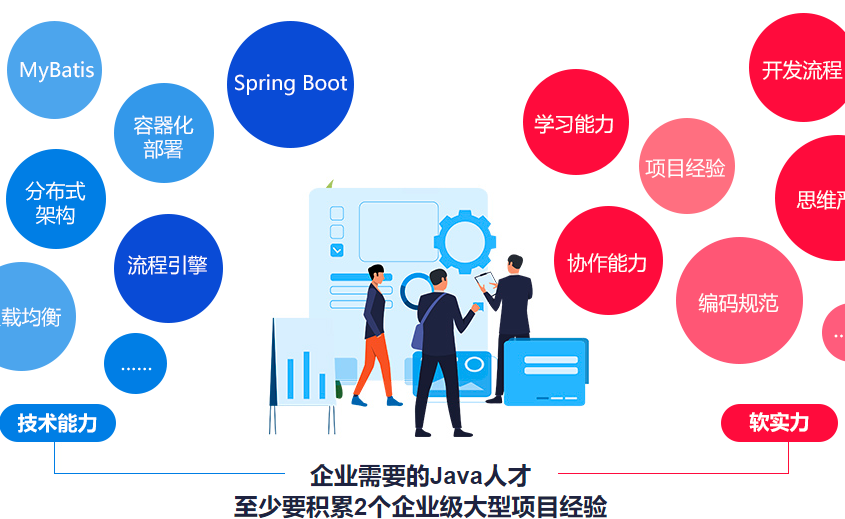 MyBatis
Spring Boot
容器化
部署
分布式
架构
流程引擎
载均衡
......
技术能力
开发流程
学习能力
项目经验
思维严
协作能力
编码规范
..
软实力
企业需要的Java人才
至少要积累2个企业级大型项目经验